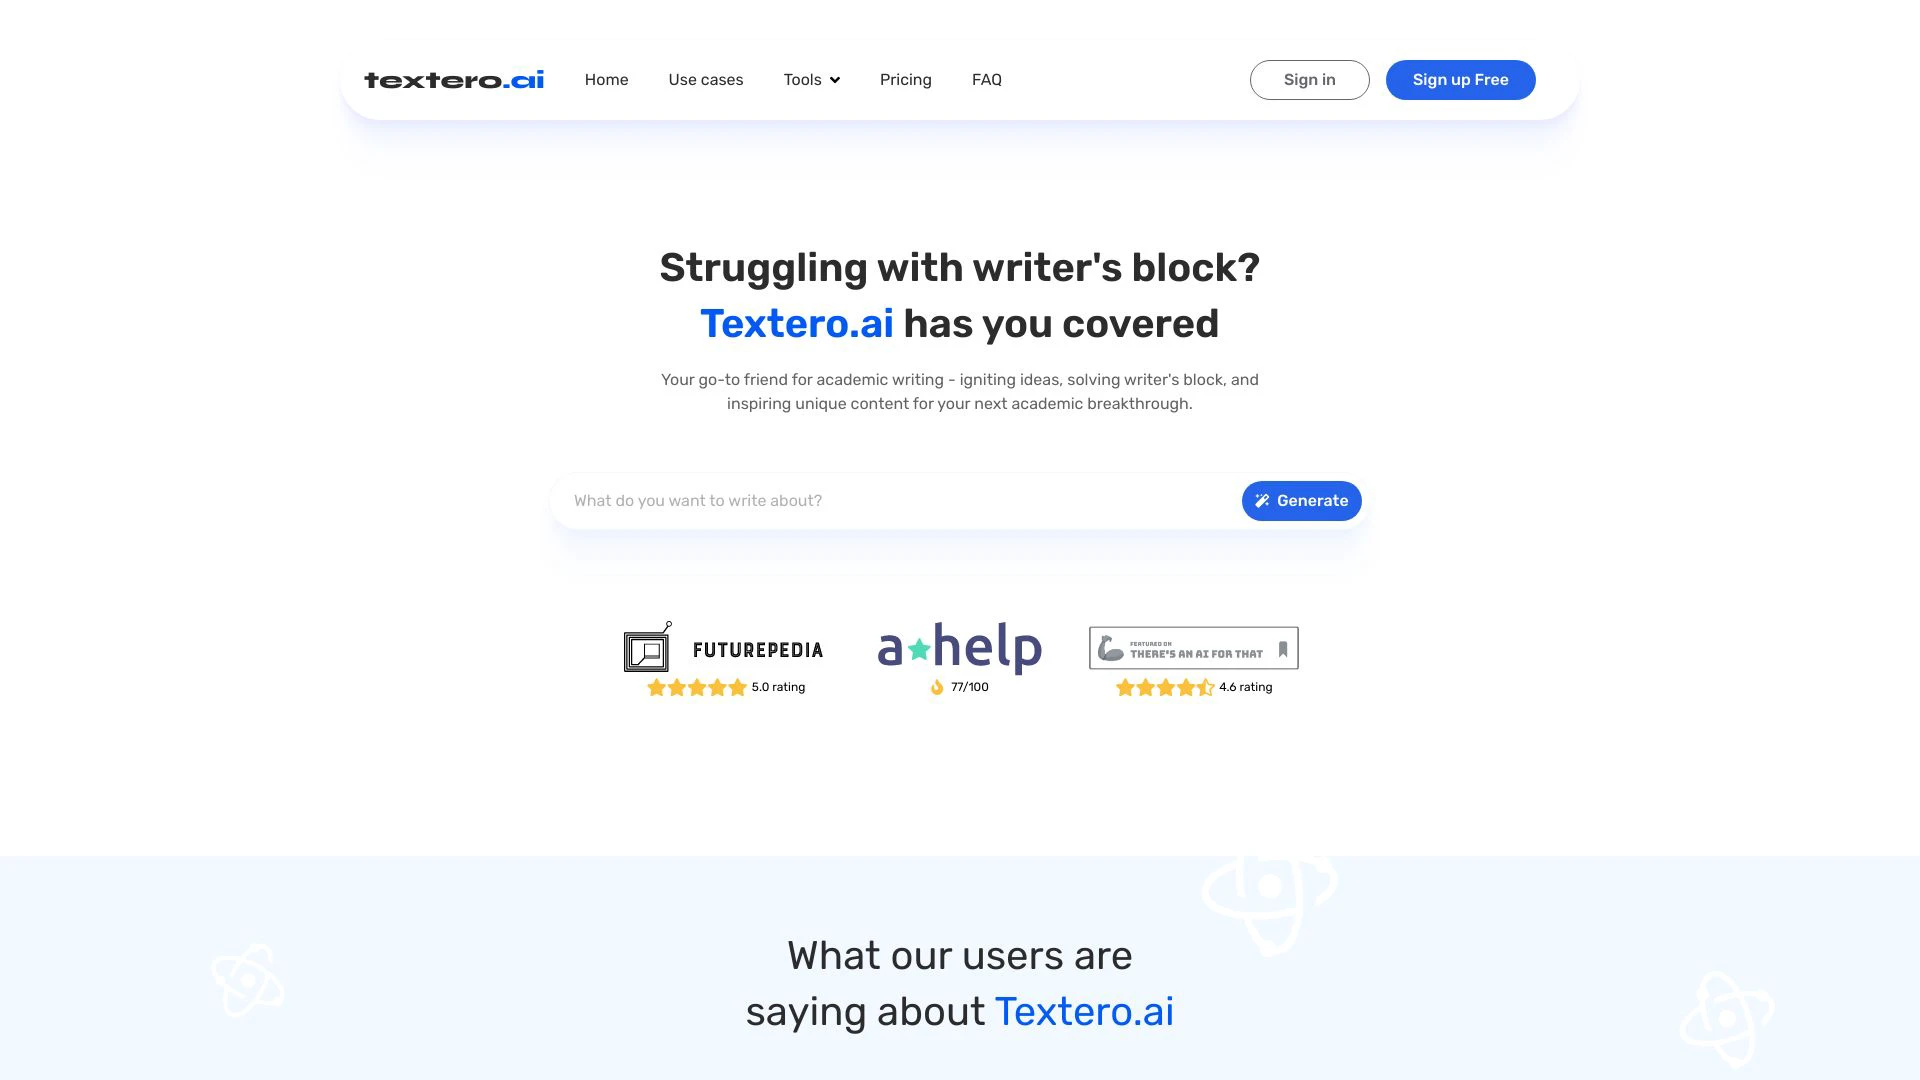 textero.ai
Home
Use cases
Tools
Pricing
FAQ
Sign in
Sign up Free
Struggling with writer's block?
Textero.ai has you covered
Your go-to friend for academic writing - igniting ideas, solving writer's block, and
inspiring unique content for your next academic breakthrough.
What do you want to write about?
Generate
FUTUREPEDIA
5.0 rating
a help
77/100
FEATURED ON
THERE'S AN AI FOR THAT
4.6 rating
What our users are
saying about Textero.ai